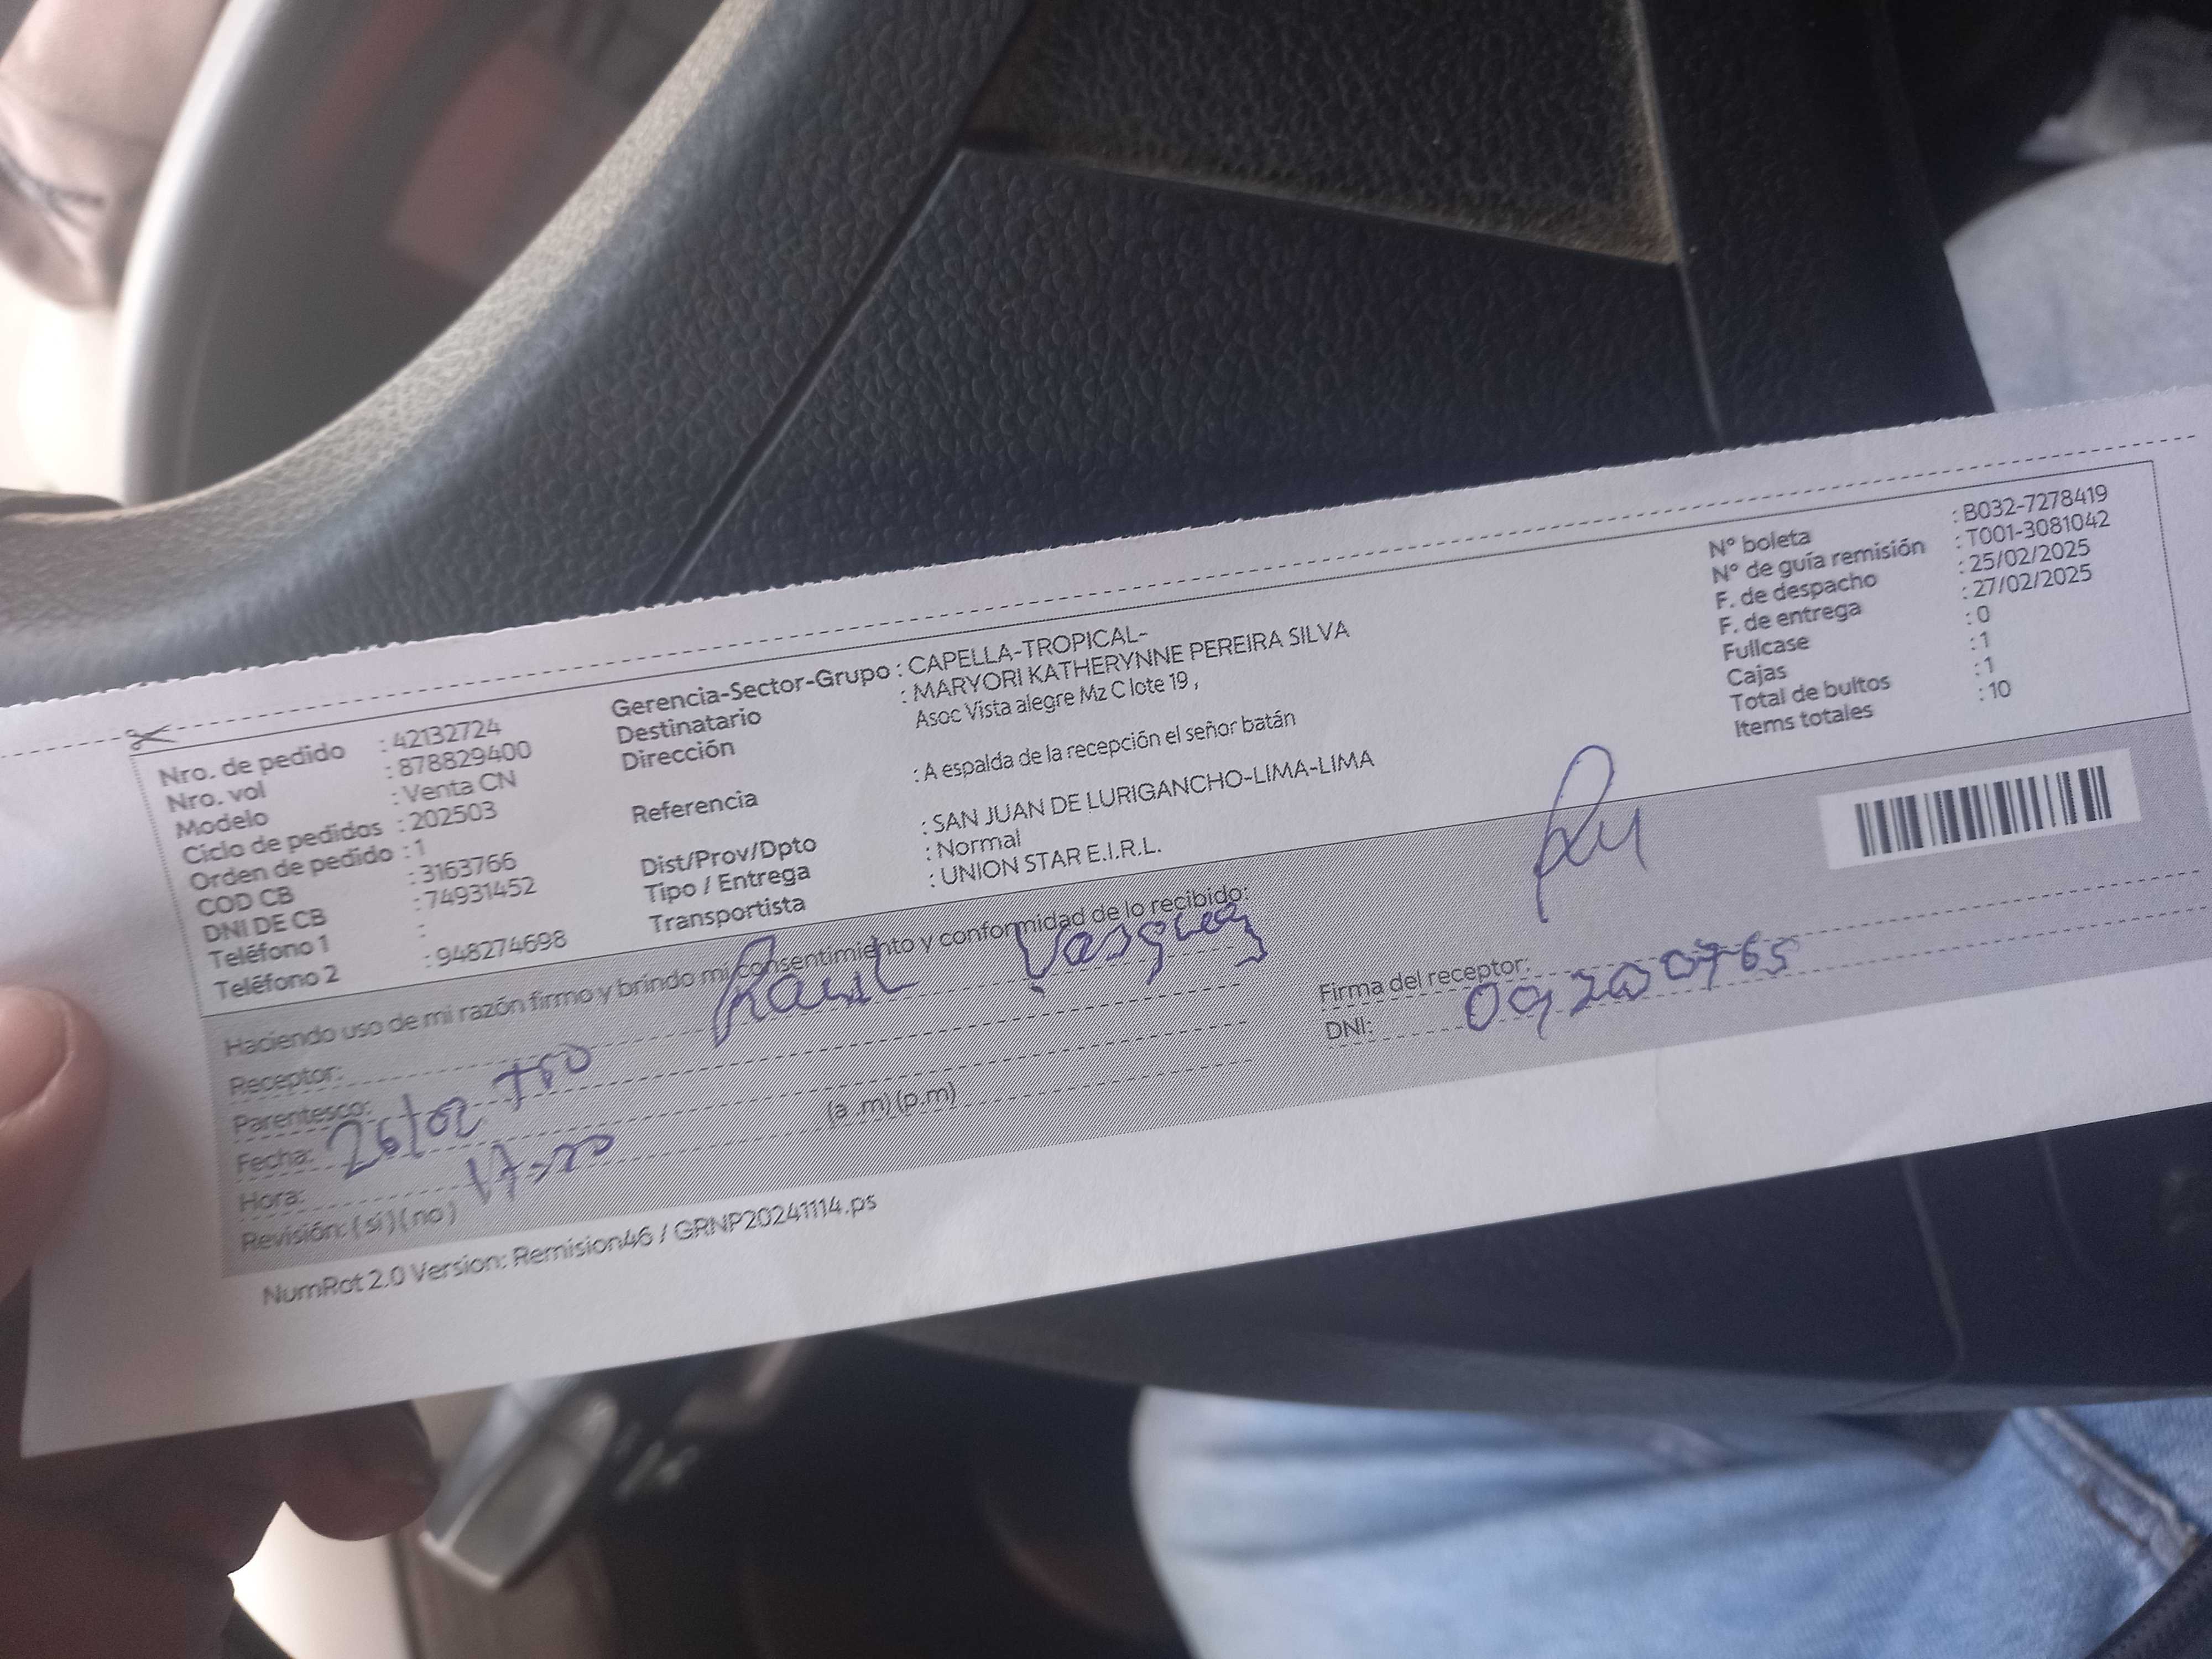 Nro. de pedido : 42132724
Nro. vol : 878829400
Modelo : Venta CN
Ciclo de pedidos : 202503
Orden de pedido : 1
COD CB : 3163766
DNI DE CB : 74931452
Teléfono 1 :
Teléfono 2 : 948274698
Gerencia-Sector-Grupo : CAPELLA-TROPICAL-
Destinatario : MARYORI KATHERYNNE PEREIRA SILVA
Dirección Asoc Vista alegre Mz C lote 19 ,
Referencia : A espalda de la recepción el señor batán
Dist/Prov/Dpto : SAN JUAN DE LURIGANCHO-LIMA-LIMA
Tipo / Entrega : Normal
Transportista : UNION STAR E.I.R.L.
N° boleta : B032-7278419
N° de guía remisión : T001-3081042
F. de despacho : 25/02/2025
F. de entrega : 27/02/2025
Fullcase : 0
Cajas : 1
Total de bultos : 1
Items totales : 10
Haciendo uso de mi razón firmo y brindo mi consentimiento y conformidad de lo recibido:
Receptor: Raul Vasquez
Parentesco:
Fecha: 26/02
Hora: (a .m) (p.m)
Revisión: ( sí ) ( no )
Firma del receptor:
DNI:
NumRot 2.0 Version: Remision46 / GRNP20241114.ps